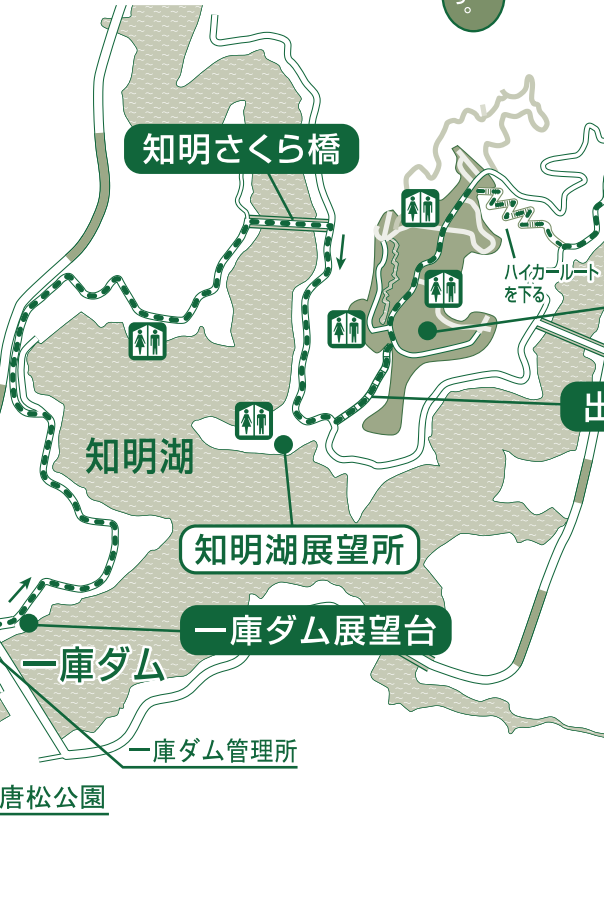 う。
知明さくら橋
ハイカールート
を下る
出
知明湖
知明湖展望所
一庫ダム展望台
一庫ダム
一庫ダム管理所
唐松公園